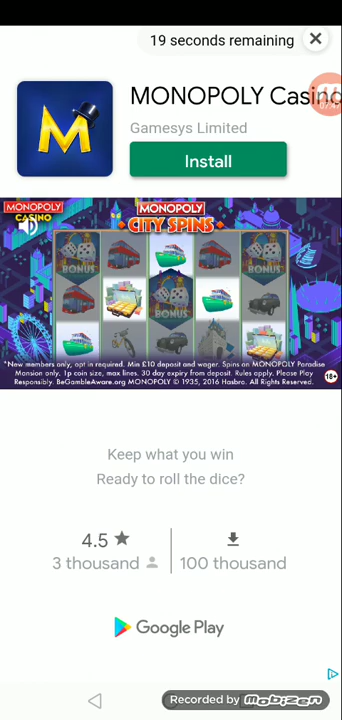 19 seconds remaining
MONOPOLY Casino
07:47
Gamesys Limited
Install
MONOPOLY
CASINO
MONOPOLY
CITY SPINS
BONUS
BONUS
BONUS
*New members only, opt in required. Min £10 deposit and wager. Spins on MONOPOLY Paradise
Mansion only, 1p coin size, max lines. 30 day expiry from deposit. Rules apply. Please Play
Responsibly. BeGambleAware.org MONOPOLY © 1935, 2016 Hasbro. All Rights Reserved.
18+
Keep what you win
Ready to roll the dice?
4.5
3 thousand
100 thousand
Google Play
Recorded by mobizen